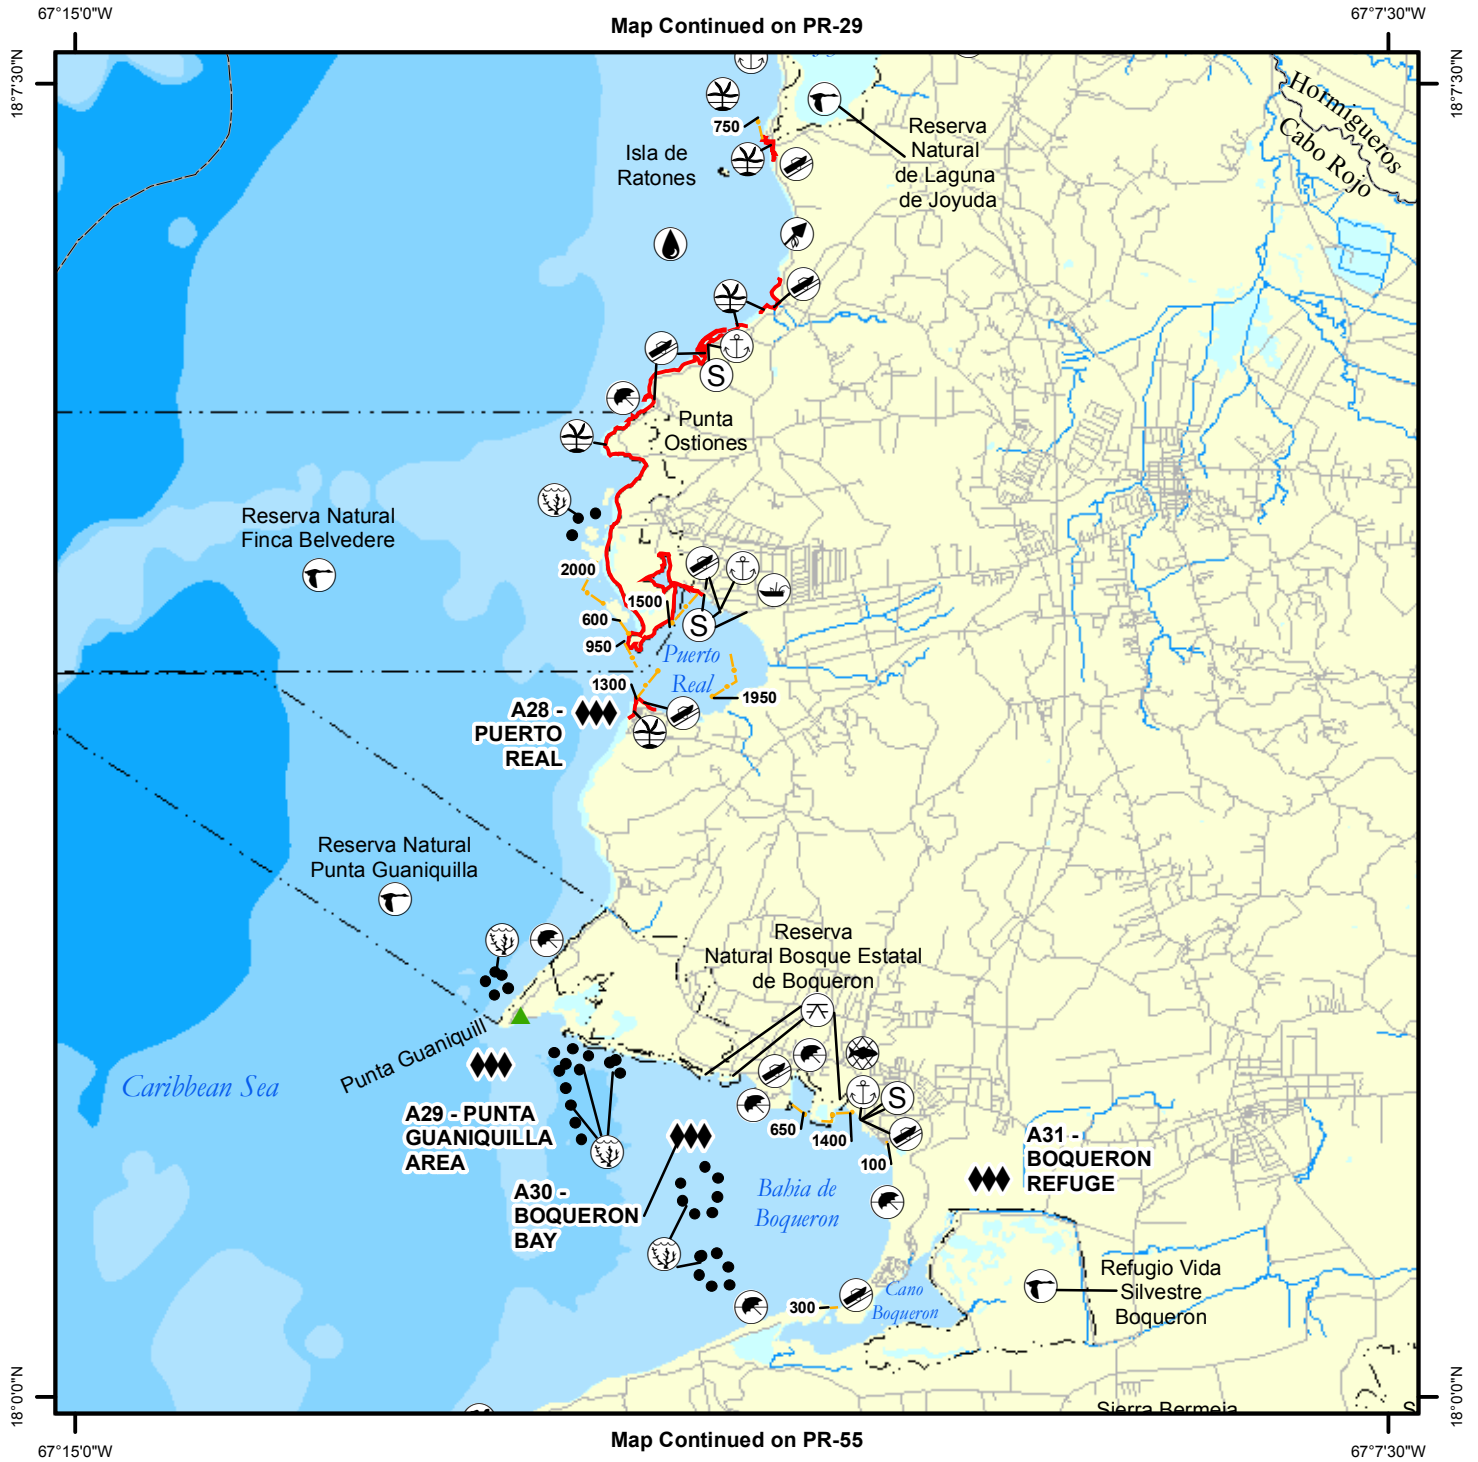 67°15'0"W
Map Continued on PR-29
67°7'30"W
18°7'30"N
18°7'30"N
Hormigueros
Cabo Rojo
750
Reserva
Natural
de Laguna
de Joyuda
Isla de
Ratones
S
Punta
Ostiones
Reserva Natural
Finca Belvedere
2000
1500
600
S
950
Puerto
Real
1300
1950
A28 -
PUERTO
REAL
Reserva Natural
Punta Guaniquilla
Reserva
Natural Bosque Estatal
de Boqueron
Punta Guaniquill
Caribbean Sea
S
A29 - PUNTA
GUANIQUILLA
AREA
650
1400
100
A31 -
BOQUERON
REFUGE
A30 -
BOQUERON
BAY
Bahia de
Boqueron
Refugio Vida
Silvestre
Boqueron
Cano
Boqueron
300
Sierra Bermeja
S
18°0'0"N
18°0'0"N
67°15'0"W
Map Continued on PR-55
67°7'30"W